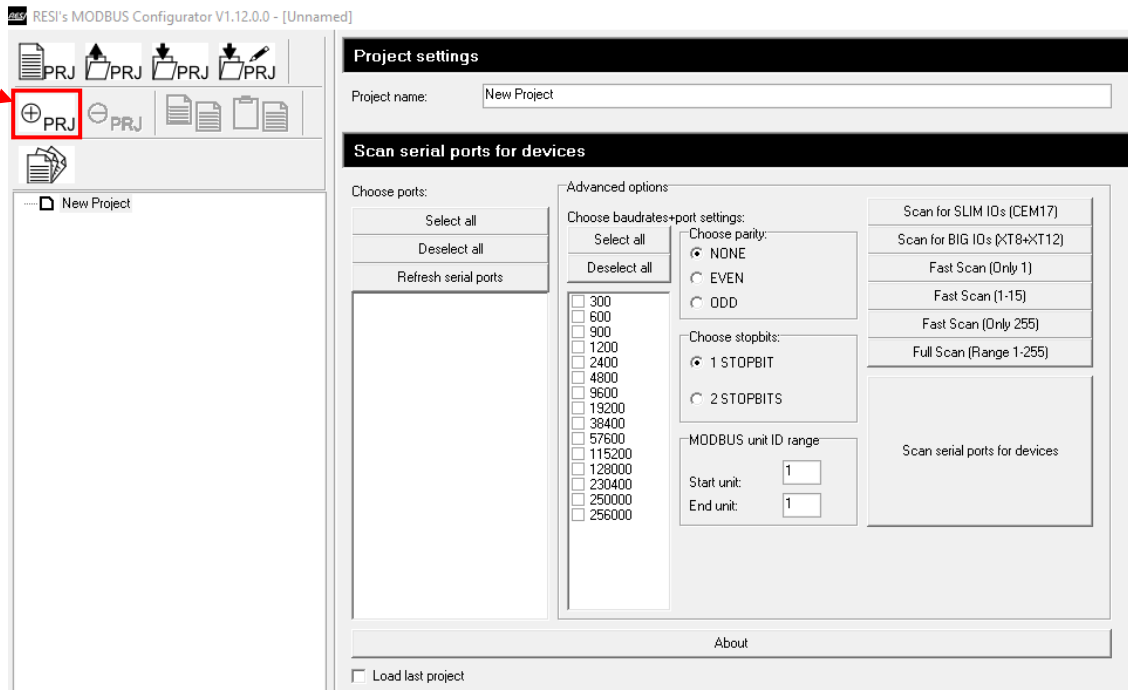 RESI RESI's MODBUS Configurator V1.12.0.0 - [Unnamed]
PRJ PRJ PRJ PRJ
PRJ PRJ
New Project
Project settings
Project name: New Project
Scan serial ports for devices
Choose ports:
Select all
Deselect all
Refresh serial ports
Advanced options
Choose baudrates+port settings:
Select all
Deselect all
300
600
900
1200
2400
4800
9600
19200
38400
57600
115200
128000
230400
250000
256000
Choose parity:
NONE
EVEN
ODD
Choose stopbits:
1 STOPBIT
2 STOPBITS
MODBUS unit ID range
Start unit: 1
End unit: 1
Scan for SLIM IOs (CEM17)
Scan for BIG IOs (XT8+XT12)
Fast Scan (Only 1)
Fast Scan (1-15)
Fast Scan (Only 255)
Full Scan (Range 1-255)
Scan serial ports for devices
About
Load last project